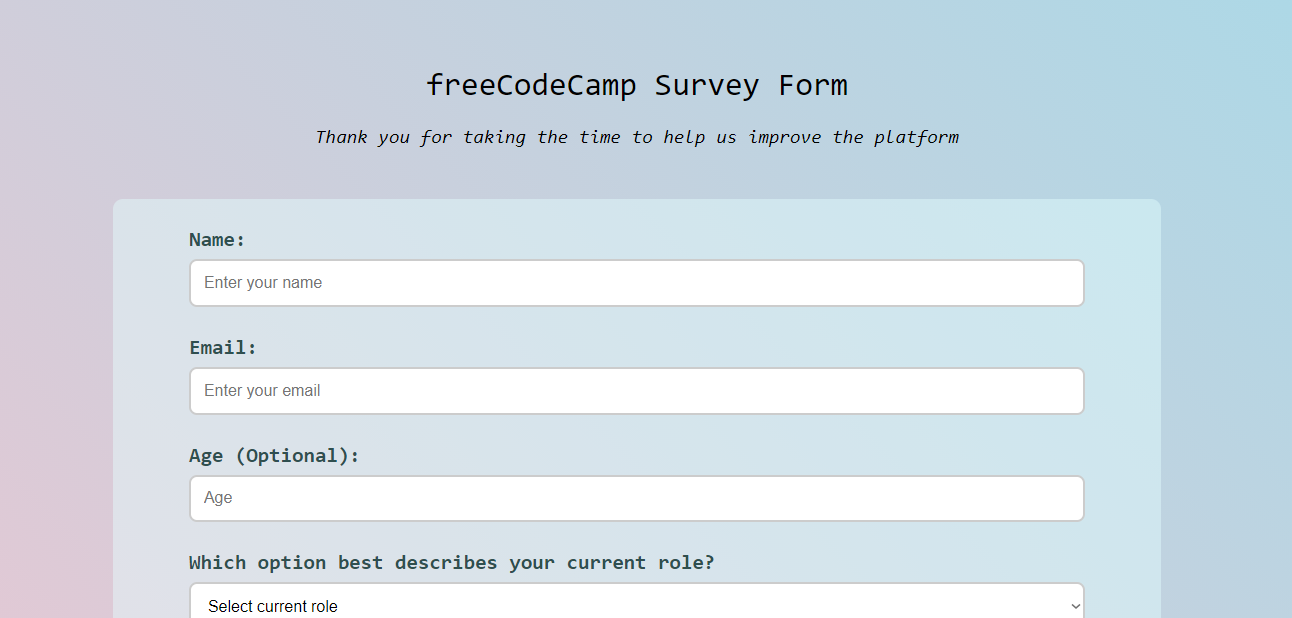 freeCodeCamp Survey Form
Thank you for taking the time to help us improve the platform
Name:
Enter your name
Email:
Enter your email
Age (Optional):
Age
Which option best describes your current role?
Select current role